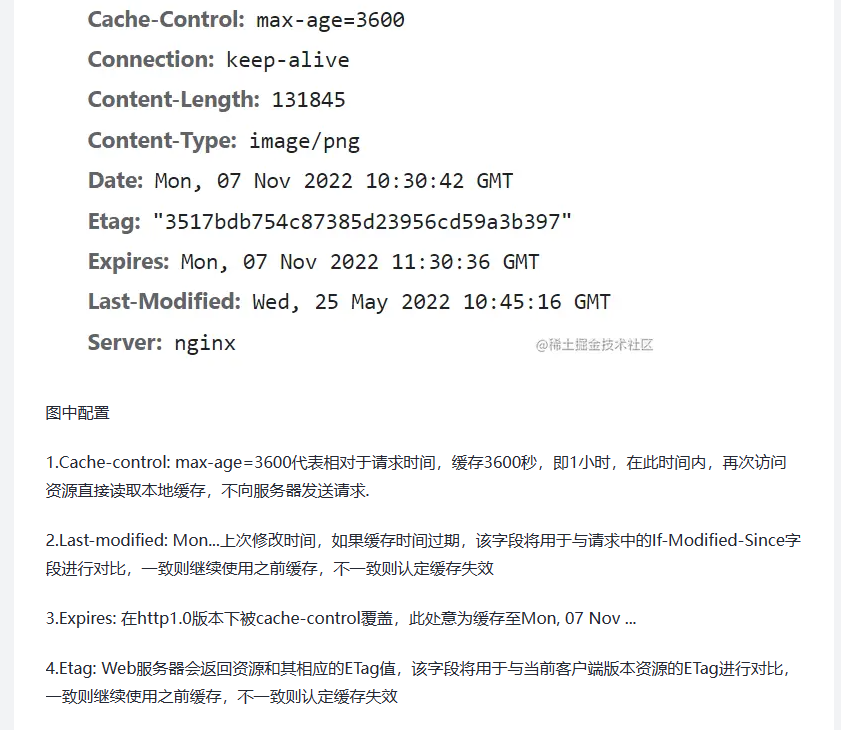 Cache-Control: max-age=3600
Connection: keep-alive
Content-Length: 131845
Content-Type: image/png
Date: Mon, 07 Nov 2022 10:30:42 GMT
Etag: "3517bdb754c87385d23956cd59a3b397"
Expires: Mon, 07 Nov 2022 11:30:36 GMT
Last-Modified: Wed, 25 May 2022 10:45:16 GMT
Server: nginx
@稀土掘金技术社区
图中配置
1.Cache-control: max-age=3600代表相对于请求时间，缓存3600秒，即1小时，在此时间内，再次访问
资源直接读取本地缓存，不向服务器发送请求.
2.Last-modified: Mon...上次修改时间，如果缓存时间过期，该字段将用于与请求中的If-Modified-Since字
段进行对比，一致则继续使用之前缓存，不一致则认定缓存失效
3.Expires: 在http1.0版本下被cache-control覆盖，此处意为缓存至Mon, 07 Nov ...
4.Etag: Web服务器会返回资源和其相应的ETag值，该字段将用于与当前客户端版本资源的ETag进行对比，
一致则继续使用之前缓存，不一致则认定缓存失效